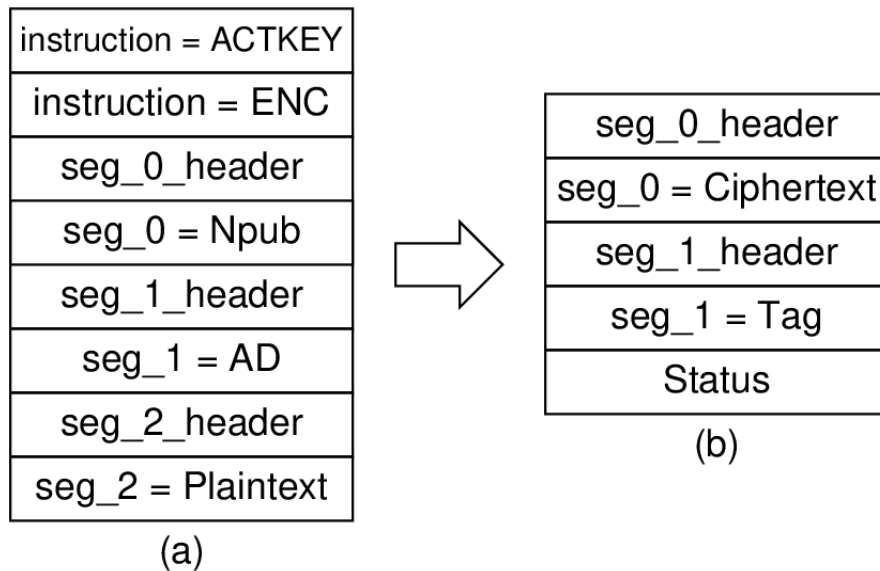 instruction = ACTKEY
instruction = ENC
seg_0_header
seg_0 = Npub
seg_1_header
seg_1 = AD
seg_2_header
seg_2 = Plaintext
(a)
seg_0_header
seg_0 = Ciphertext
seg_1_header
seg_1 = Tag
Status
(b)